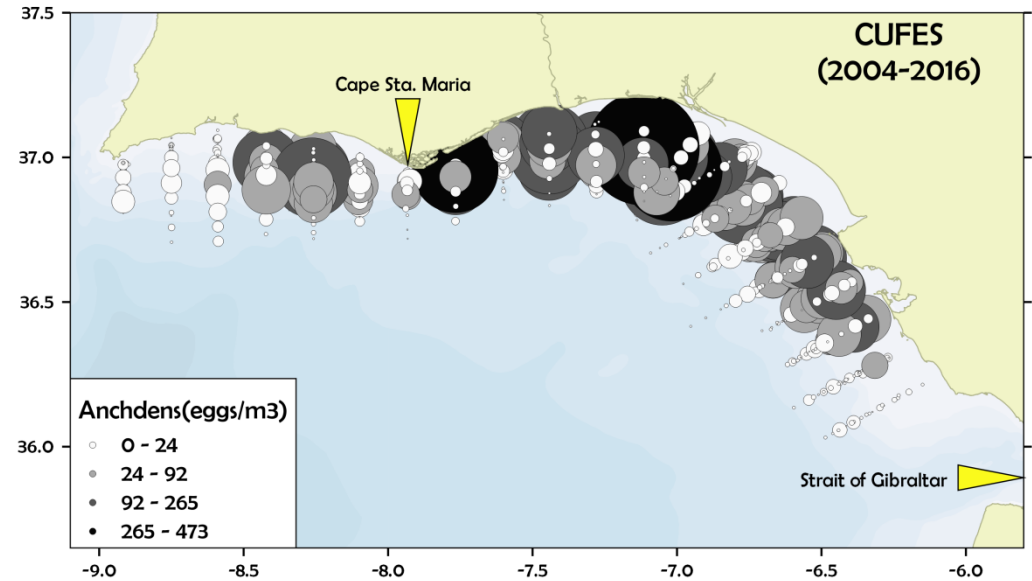 CUFES
(2004-2016)
Cape Sta. Maria
Strait of Gibraltar
Anchdens(eggs/m3)
0 - 24
24 - 92
92 - 265
265 - 473
37.5
37.0
36.5
36.0
-9.0 -8.5 -8.0 -7.5 -7.0 -6.5 -6.0